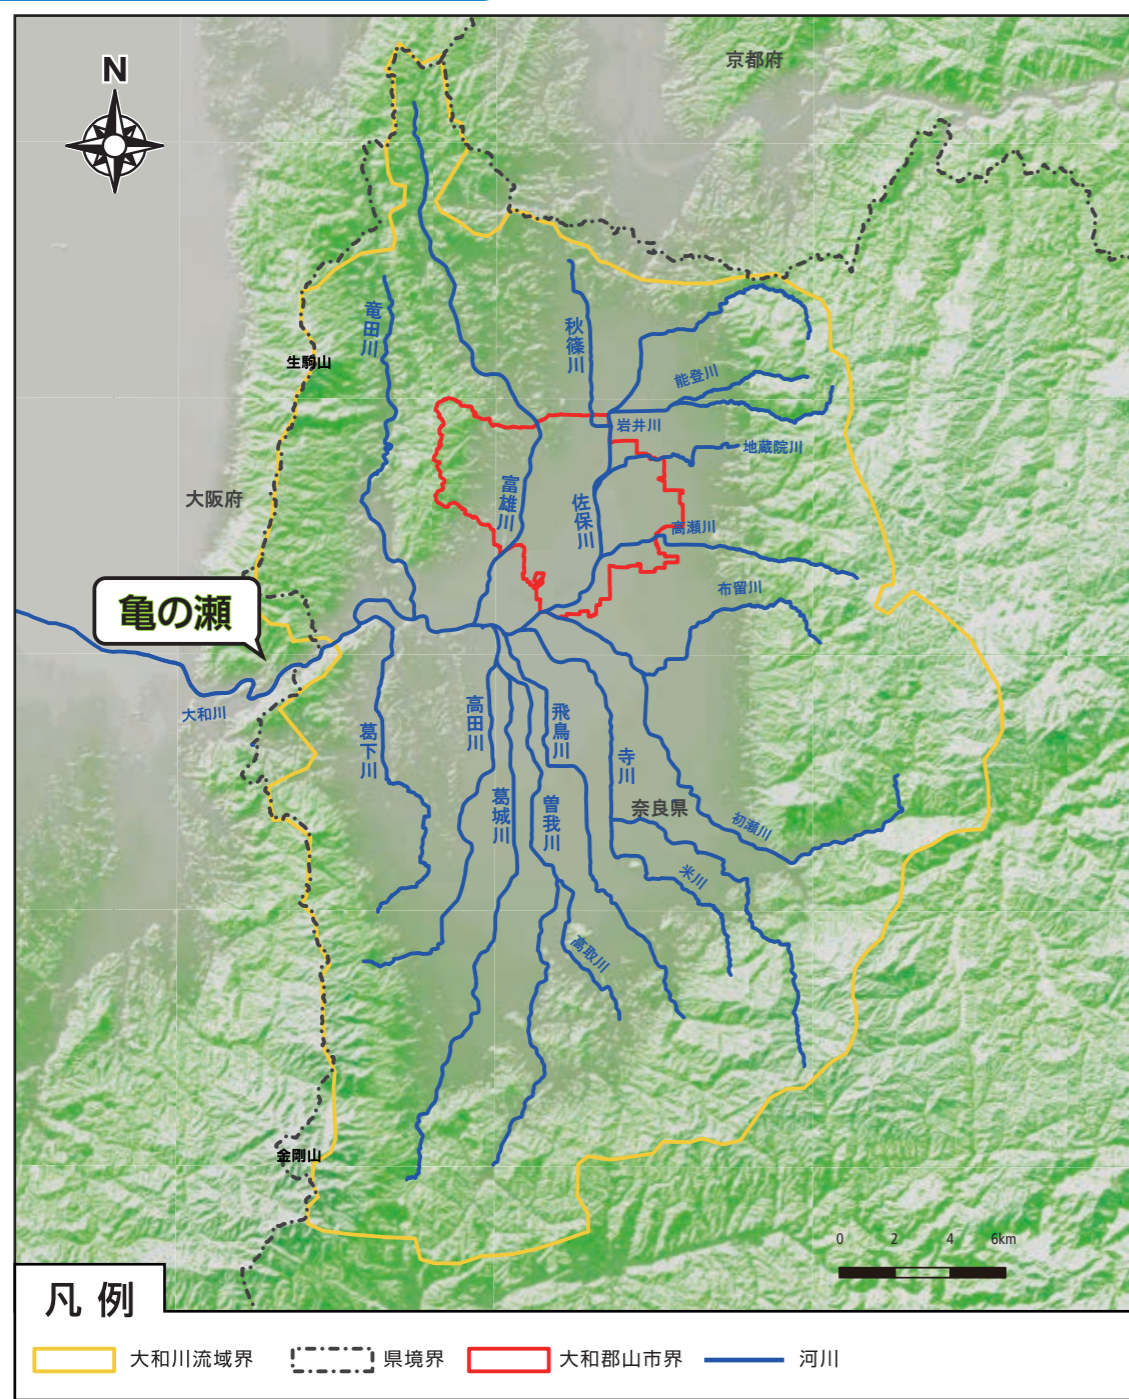 N
京都府
竜田川
秋篠川
生駒山
能登川
岩井川
地蔵院川
大阪府
富雄川
佐保川
高瀬川
布留川
亀の瀬
大和川
葛下川
高田川
飛鳥川
寺川
葛城川
曽我川
奈良県
初瀬川
米川
高取川
金剛山
0 2 4 6km
凡 例
大和川流域界 県境界 大和郡山市界 河川